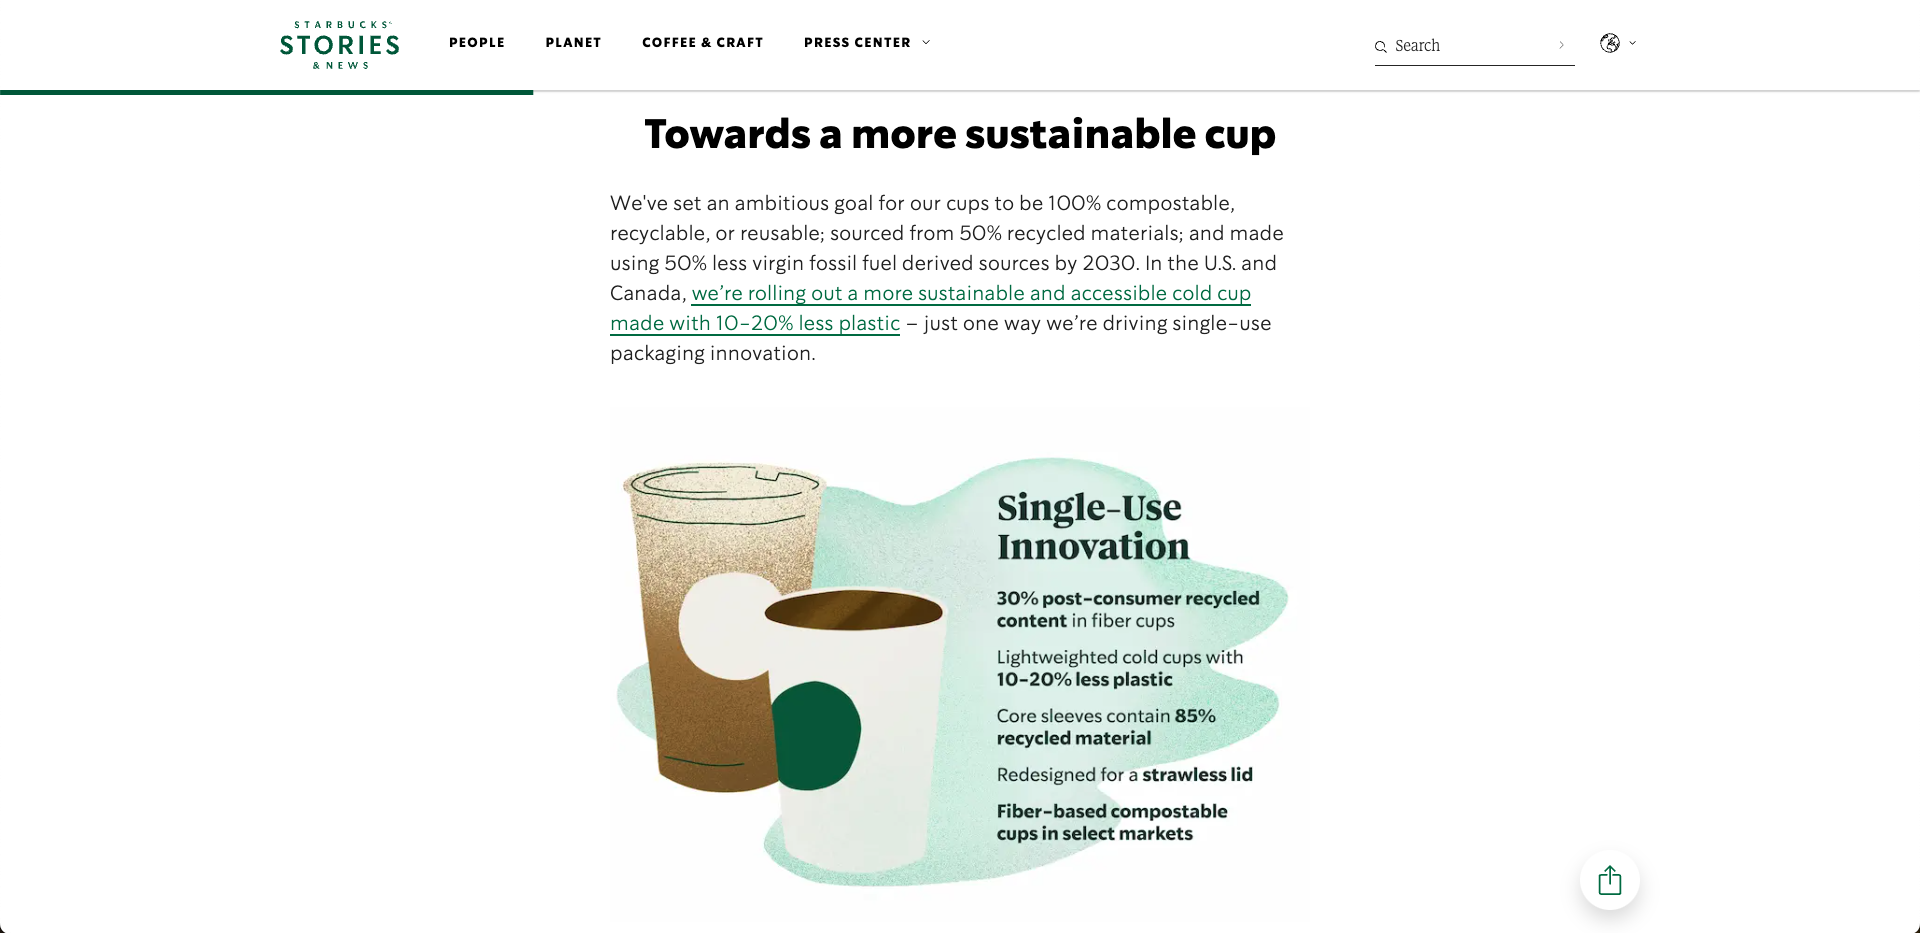 STARBUCKS
STORIES
& NEWS
PEOPLE
PLANET
COFFEE & CRAFT
PRESS CENTER
Search
Towards a more sustainable cup
We've set an ambitious goal for our cups to be 100% compostable,
recyclable, or reusable; sourced from 50% recycled materials; and made
using 50% less virgin fossil fuel derived sources by 2030. In the U.S. and
Canada, we’re rolling out a more sustainable and accessible cold cup
made with 10-20% less plastic – just one way we’re driving single-use
packaging innovation.
Single-Use
Innovation
30% post-consumer recycled
content in fiber cups
Lightweighted cold cups with
10-20% less plastic
Core sleeves contain 85%
recycled material
Redesigned for a strawless lid
Fiber-based compostable
cups in select markets